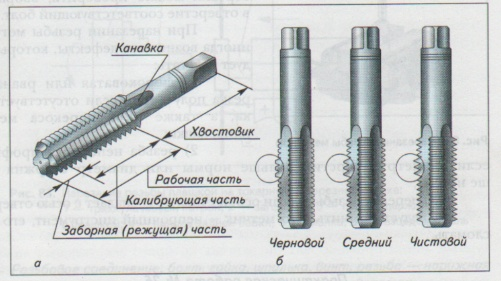 Канавка
Хвостовик
Рабочая часть
Калибрующая часть
Заборная (режущая) часть
а
Черновой Средний Чистовой
б